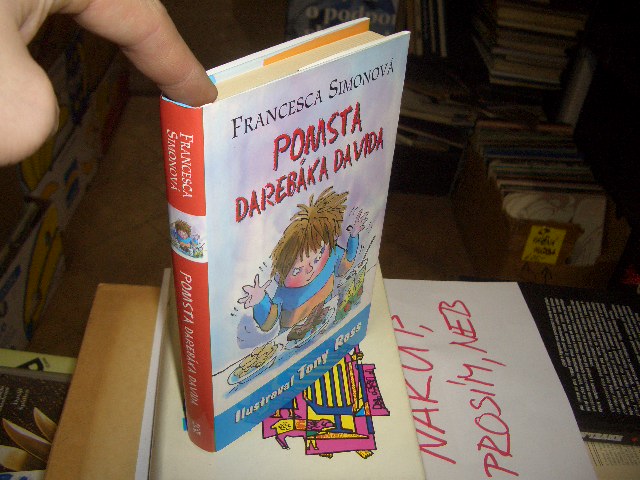 FRANCESCA SIMONOVÁ
POMSTA
DAREBÁKA DAVIDA
Ilustroval Tony Ross
FRANCESCA
SIMONOVÁ
POMSTA DAREBÁKA DAVIDA
NAKUP,
PROSÍM, NEB